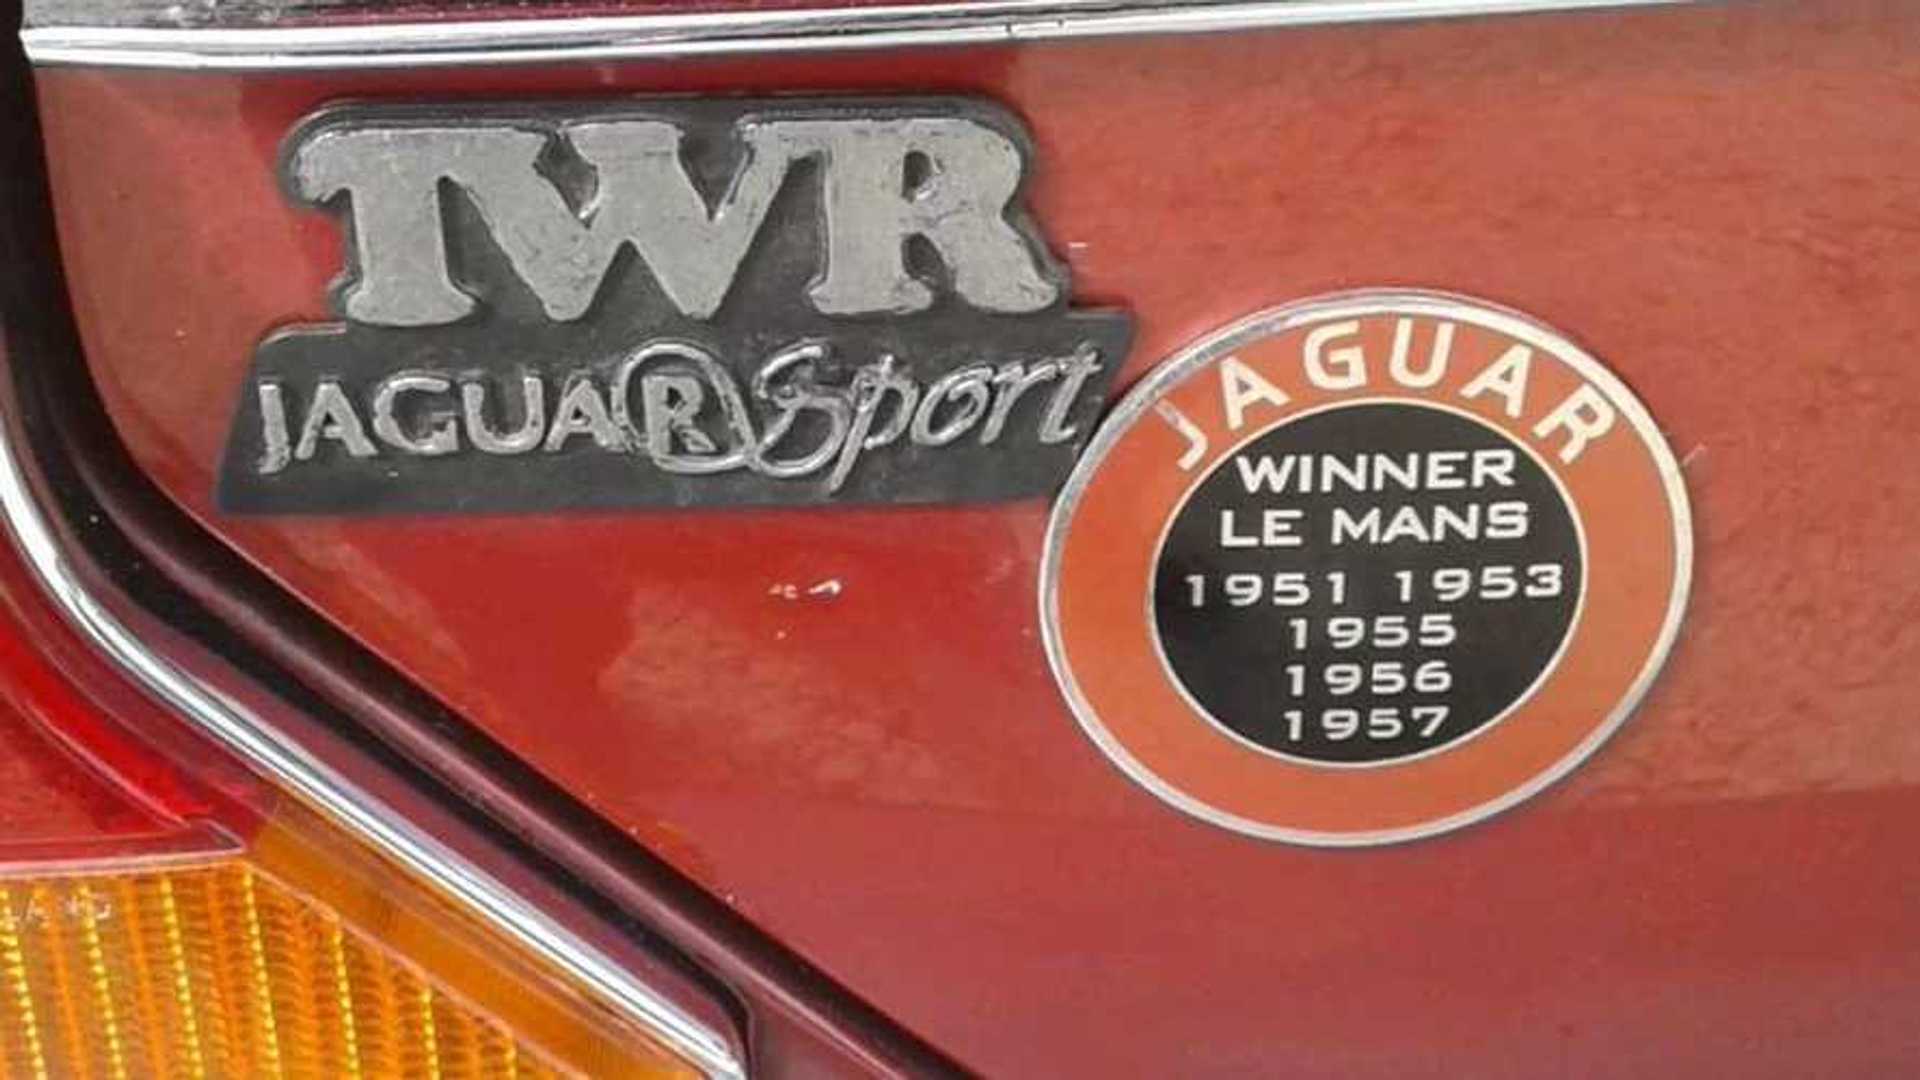 TWR
JAGUAR Sport
JAGUAR
WINNER
LE MANS
1951 1953
1955
1956
1957